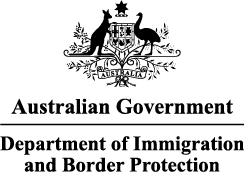 AUSTRALIA
Australian Government
Department of Immigration
and Border Protection